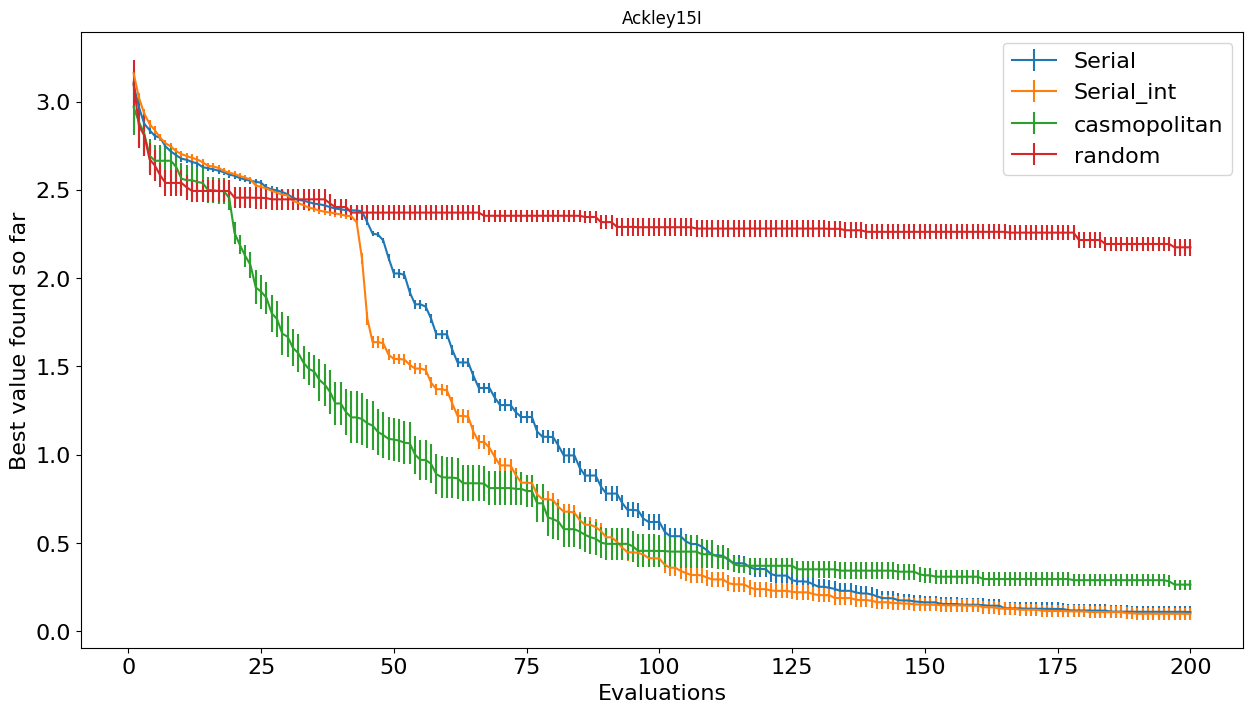 Ackley15I
Serial
Serial_int
casmopolitan
random
Best value found so far
3.0
2.5
2.0
1.5
1.0
0.5
0.0
0 25 50 75 100 125 150 175 200
Evaluations